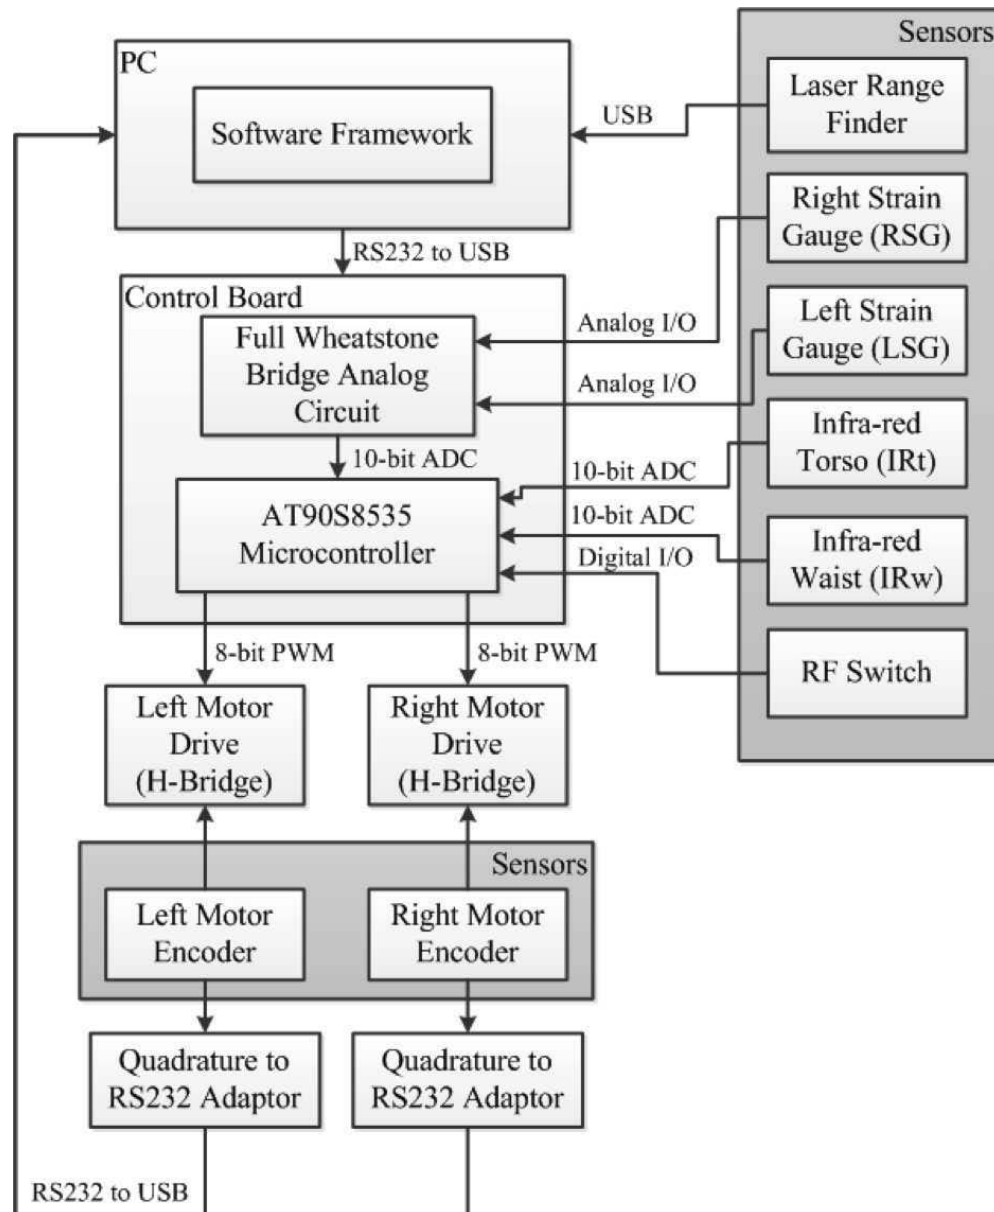 PC
Software Framework
USB
RS232 to USB
Control Board
Full Wheatstone
Bridge Analog
Circuit
Analog I/O
Analog I/O
10-bit ADC
AT90S8535
Microcontroller
10-bit ADC
10-bit ADC
Digital I/O
8-bit PWM
8-bit PWM
Left Motor
Drive
(H-Bridge)
Right Motor
Drive
(H-Bridge)
Sensors
Left Motor
Encoder
Right Motor
Encoder
Quadrature to
RS232 Adaptor
Quadrature to
RS232 Adaptor
RS232 to USB
Sensors
Laser Range
Finder
Right Strain
Gauge (RSG)
Left Strain
Gauge (LSG)
Infra-red
Torso (IRt)
Infra-red
Waist (IRw)
RF Switch